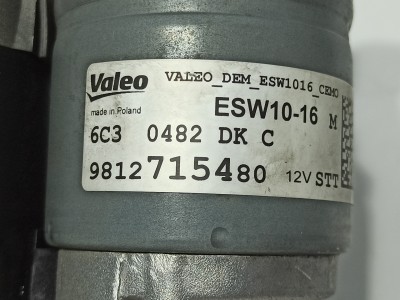 Valeo VALEO_DEM_ESW1016_CEMO
made in Poland ESW10-16 M
6C3 0482 DK C
9812715480 12V STT